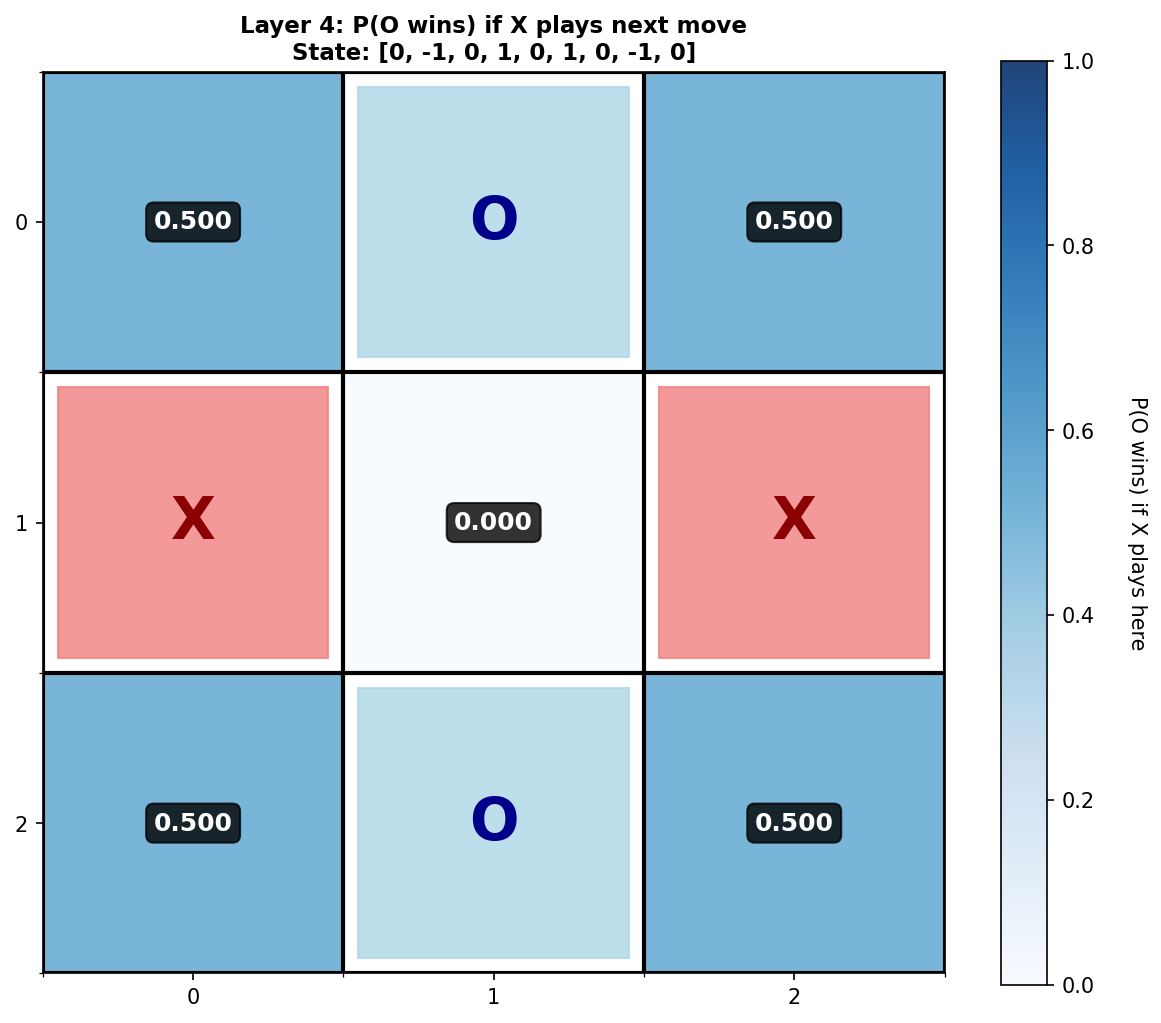 Layer 4: P(O wins) if X plays next move
State: [0, -1, 0, 1, 0, 1, 0, -1, 0]
0.500
O
0.500
X
0.000
X
0.500
O
0.500
0
1
2
0
1
2
1.0
0.8
0.6
0.4
0.2
0.0
P(O wins) if X plays here